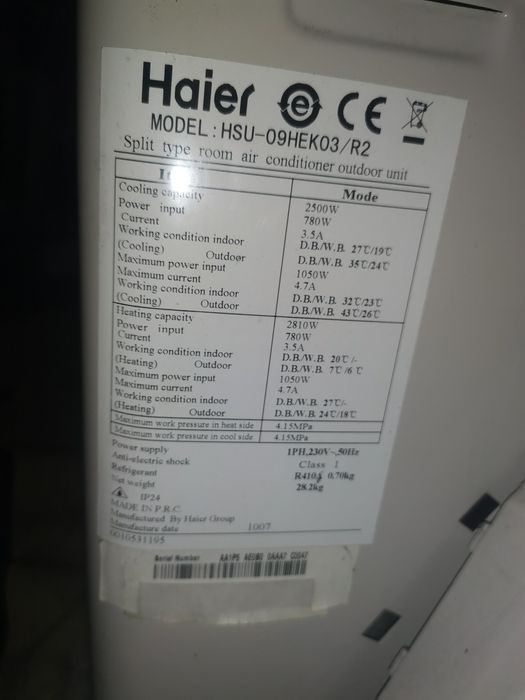 Haier e CE
MODEL: HSU-09HEK03/R2
Split type room air conditioner outdoor unit
Mode
Cooling capacity 2500W
Power input 780W
Current 3.5A
Working condition indoor D.B./W.B. 27℃/19℃
(Cooling) Outdoor D.B./W.B. 35℃/24℃
Maximum power input 1050W
Maximum current 4.7A
Working condition indoor D.B./W.B. 32℃/23℃
(Cooling) Outdoor D.B./W.B. 43℃/26℃
Heating capacity 2810W
Power input 780W
Current 3.5A
Working condition indoor D.B./W.B. 20℃/-
(Heating) Outdoor D.B./W.B. 7℃/6℃
Maximum power input 1050W
Maximum current 4.7A
Working condition indoor D.B./W.B. 27℃/-
(Heating) Outdoor D.B./W.B. 24℃/18℃
Maximum work pressure in heat side 4.15MPa
Maximum work pressure in cool side 4.15MPa
Power supply 1PH,230V~,50Hz
Anti-electric shock Class I
Refrigerant 0.70kg
Net weight 28.2kg
IP24
MADE IN P.R.C.
Manufactured By Haier Group
Manufacture date 1007
0010531195
Serial Number